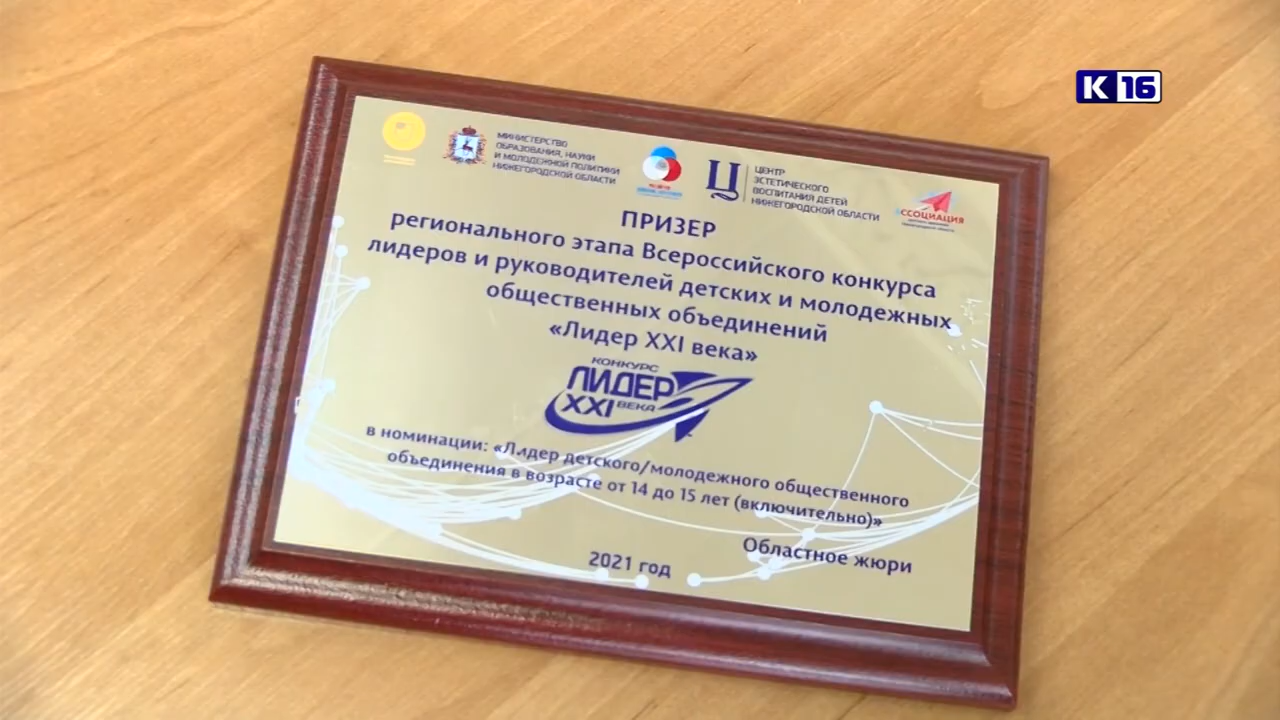 К 16
МИНИСТЕРСТВО
ОБРАЗОВАНИЯ, НАУКИ
И МОЛОДЕЖНОЙ ПОЛИТИКИ
НИЖЕГОРОДСКОЙ ОБЛАСТИ
Ц
ЦЕНТР
ЭСТЕТИЧЕСКОГО
ВОСПИТАНИЯ ДЕТЕЙ
НИЖЕГОРОДСКОЙ ОБЛАСТИ
АССОЦИАЦИЯ
ПРИЗЕР
регионального этапа Всероссийского конкурса
лидеров и руководителей детских и молодежных
общественных объединений
«Лидер XXI века»
КОНКУРС
ЛИДЕР
XXI ВЕКА
в номинации: «Лидер детского/молодежного общественного
объединения в возрасте от 14 до 15 лет (включительно)»
Областное жюри
2021 год